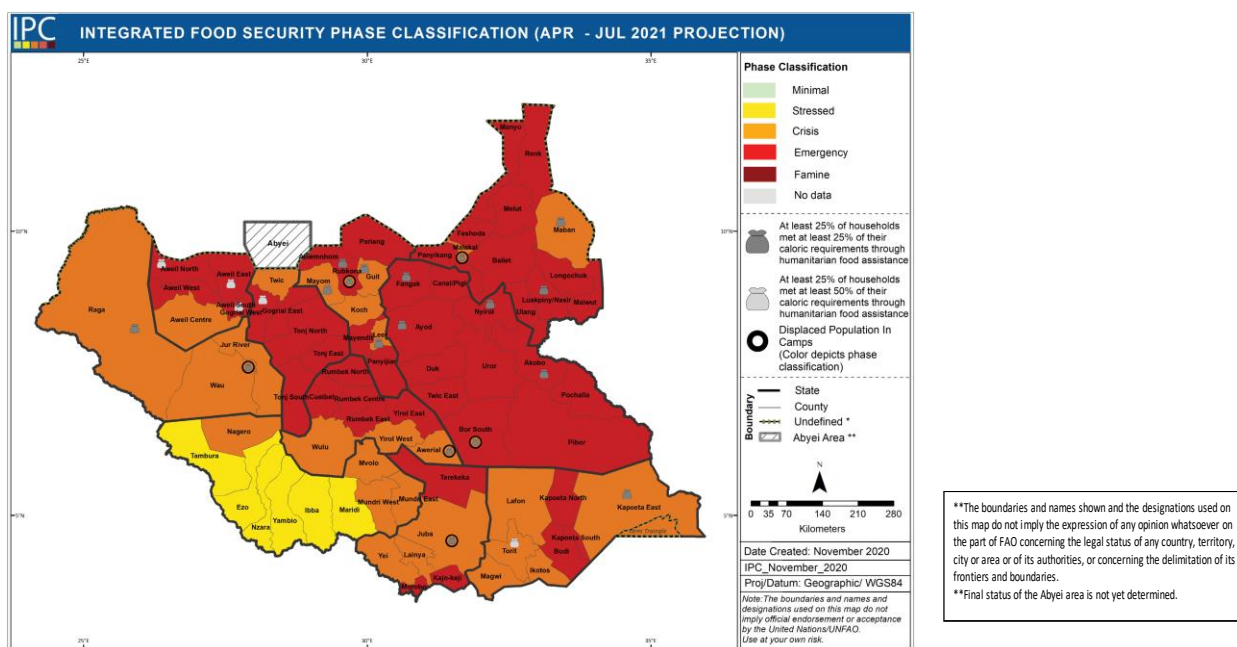 IPC
INTEGRATED FOOD SECURITY PHASE CLASSIFICATION (APR - JUL 2021 PROJECTION)
25°E
30°E
35°E
Manyo
Renk
Melut
Maban
10°N
10°N
Fashoda
Malakal
Panyikang
Baliet
Abyei
Pariang
Abiemnhom
Rubkona
Guit
Mayom
Twic
Aweil North
Aweil East
Aweil West
Aweil South
Gogrial West
Gogrial East
Aweil Centre
Raga
Fangak
Canal/Pigi
Longochuk
Luakpiny/Nasir
Maiwut
Ulang
Nyirol
Koch
Leer
Mayendit
Ayod
Jur River
Tonj North
Tonj East
Panyijiar
Duk
Uror
Akobo
Wau
Rumbek North
Tonj South
Cueibet
Rumbek Centre
Rumbek East
Yirol East
Twic East
Pochalla
Nagero
Wulu
Yirol West
Awerial
Bor South
Pibor
Tambura
Mvolo
Terekeka
Ezo
Nzara
Yambio
Ibba
Maridi
Mundri West
Mundri East
Lafon
Kapoeta North
Kapoeta East
5°N
5°N
Juba
Kapoeta South
Yei
Lainya
Torit
Budi
Morobo
Kajo-keji
Magwi
Ikotos
25°E
30°E
35°E
Phase Classification
Minimal
Stressed
Crisis
Emergency
Famine
No data
At least 25% of households
met at least 25% of their
caloric requirements through
humanitarian food assistance
At least 25% of households
met at least 50% of their
caloric requirements through
humanitarian food assistance
Displaced Population In
Camps
(Color depicts phase
classification)
Boundary
State
County
Undefined *
Abyei Area **
N
0 35 70 140 210 280
Kilometers
Date Created: November 2020
IPC_November_2020
Proj/Datum: Geographic/ WGS84
Note:The boundaries and names and
designations used on this map do not
imply official endorsement or acceptance
by the United Nations/UNFAO.
Use at your own risk.
**The boundaries and names shown and the designations used on
this map do not imply the expression of any opinion whatsoever on
the part of FAO concerning the legal status of any country, territory,
city or area or of its authorities, or concerning the delimitation of its
frontiers and boundaries.
**Final status of the Abyei area is not yet determined.